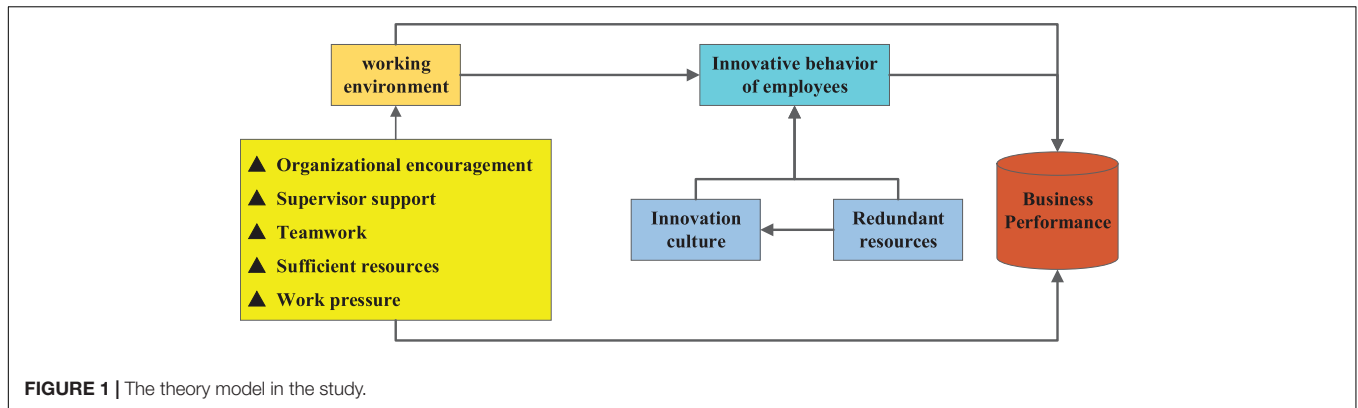 working
environment
Innovative behavior
of employees
▲ Organizational encouragement
▲ Supervisor support
▲ Teamwork
▲ Sufficient resources
▲ Work pressure
Innovation
culture
Redundant
resources
Business
Performance
FIGURE 1 | The theory model in the study.